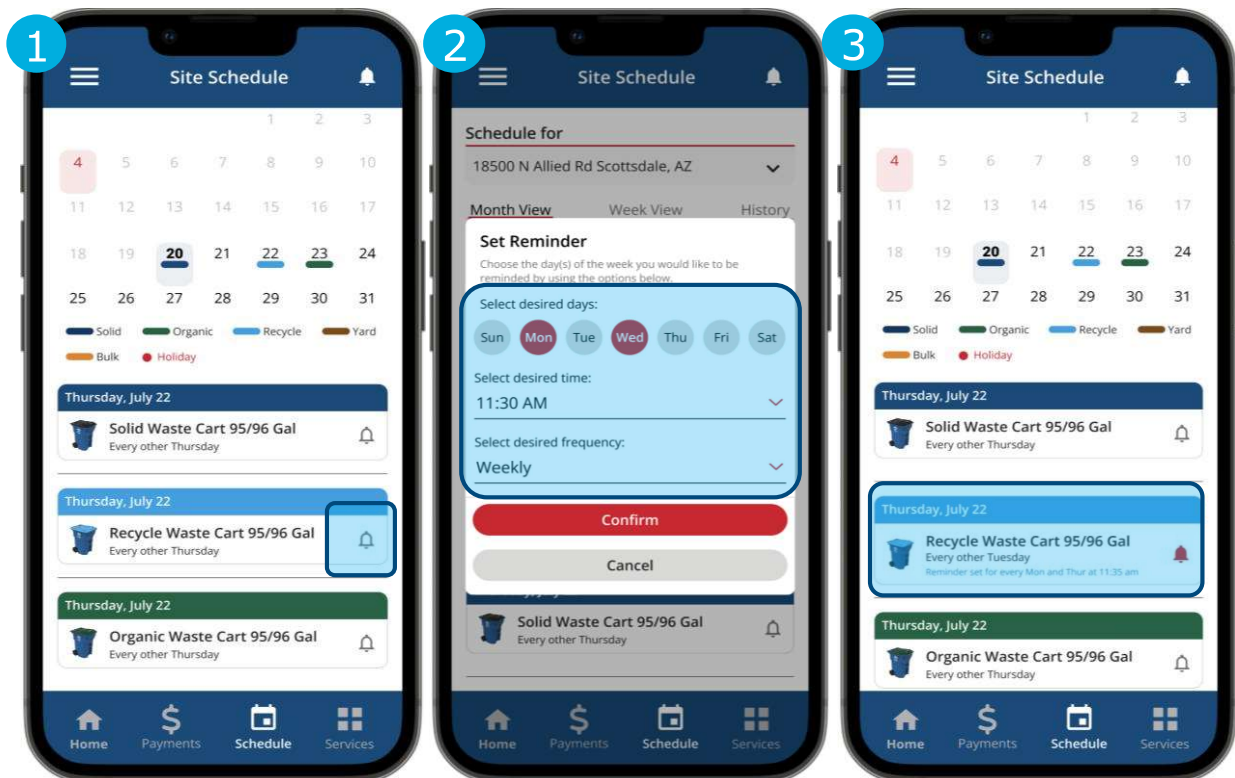 1
Site Schedule
1 2 3
4 5 6 7 8 9 10
11 12 13 14 15 16 17
18 19 20 21 22 23 24
25 26 27 28 29 30 31
Solid Organic Recycle Yard
Bulk Holiday
Thursday, July 22
Solid Waste Cart 95/96 Gal
Every other Thursday
Thursday, July 22
Recycle Waste Cart 95/96 Gal
Every other Thursday
Thursday, July 22
Organic Waste Cart 95/96 Gal
Every other Thursday
Home Payments Schedule Services
2
Site Schedule
Schedule for
18500 N Allied Rd Scottsdale, AZ
Month View Week View History
Set Reminder
Choose the day(s) of the week you would like to be
reminded by using the options below.
Select desired days:
Sun Mon Tue Wed Thu Fri Sat
Select desired time:
11:30 AM
Select desired frequency:
Weekly
Confirm
Cancel
Solid Waste Cart 95/96 Gal
Every other Thursday
Home Payments Schedule Services
3
Site Schedule
1 2 3
4 5 6 7 8 9 10
11 12 13 14 15 16 17
18 19 20 21 22 23 24
25 26 27 28 29 30 31
Solid Organic Recycle Yard
Bulk Holiday
Thursday, July 22
Solid Waste Cart 95/96 Gal
Every other Thursday
Thursday, July 22
Recycle Waste Cart 95/96 Gal
Every other Tuesday
Reminder set for every Mon and Thur at 11:35 am
Thursday, July 22
Organic Waste Cart 95/96 Gal
Every other Thursday
Home Payments Schedule Services